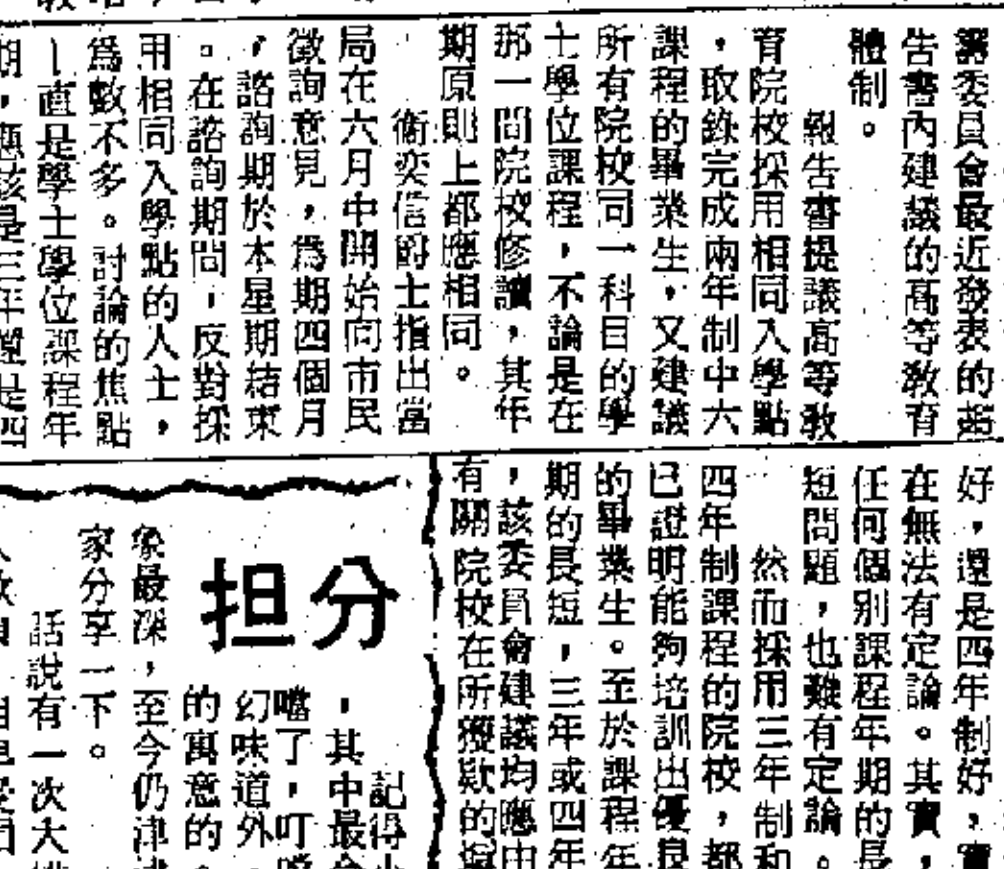 委員會最近發表的
告書內建議的高等教育
體制。
報告書提議高等教
育院校採用相同入學點
，取錄完成兩年制中六
課程的畢業生，又建議
所有院校同一科目的學
士學位課程，不論是在
那一間院校修讀，其年
期原則上都應相同。
衞奕信爵士指出當
局在六月中開始向市民
徵詢意見，為期四個月
，諮詢期於本星期結束
。在諮詢期間，反對採
用相同入學點的人士，
為數不多。討論的焦點
一直是學士學位課程年
期，應該是三年還是四
好，還是四年制好，實
在無法有定論。其實，
任何個別課程年期的長
短問題，也難有定論。
然而採用三年制和
四年制課程的院校，都
已證明能夠培訓出優良
的畢業生。至於課程年
期的長短，三年或四年
，該委員會建議均應由
有關院校在所獲款的
分担
記得
，其中最
噹了，叮噹
幻味道外，
的寓意的。
象最深，至今仍津津
家分享一下。
話說有一次大